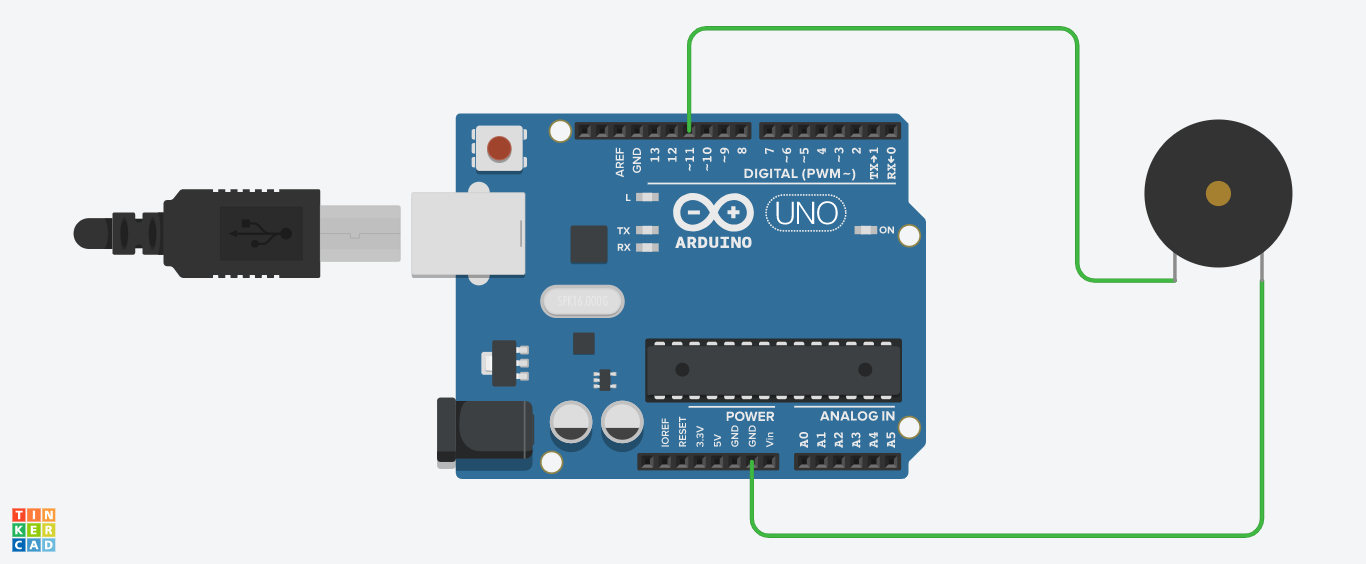 AREF
GND
13
12
~11
~10
~9
8
7
~6
~5
4
~3
2
TX→1
RX←0
DIGITAL (PWM~)
L
TX
RX
UNO
ON
ARDUINO
SPK16.000G
POWER
ANALOG IN
IOREF
RESET
3.3V
5V
GND
GND
Vin
A0
A1
A2
A3
A4
A5
TIN
KER
CAD